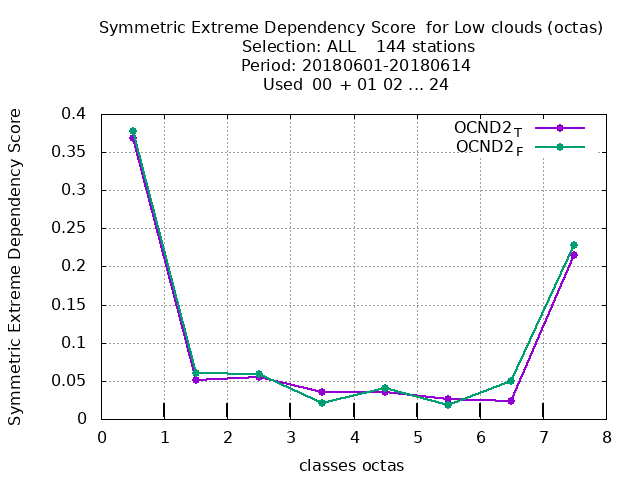 Symmetric Extreme Dependency Score for Low clouds (octas)
Selection: ALL 144 stations
Period: 20180601-20180614
Used 00 + 01 02 ... 24
OCND2_T
OCND2_F
Symmetric Extreme Dependency Score
0.4
0.35
0.3
0.25
0.2
0.15
0.1
0.05
0
0 1 2 3 4 5 6 7 8
classes octas